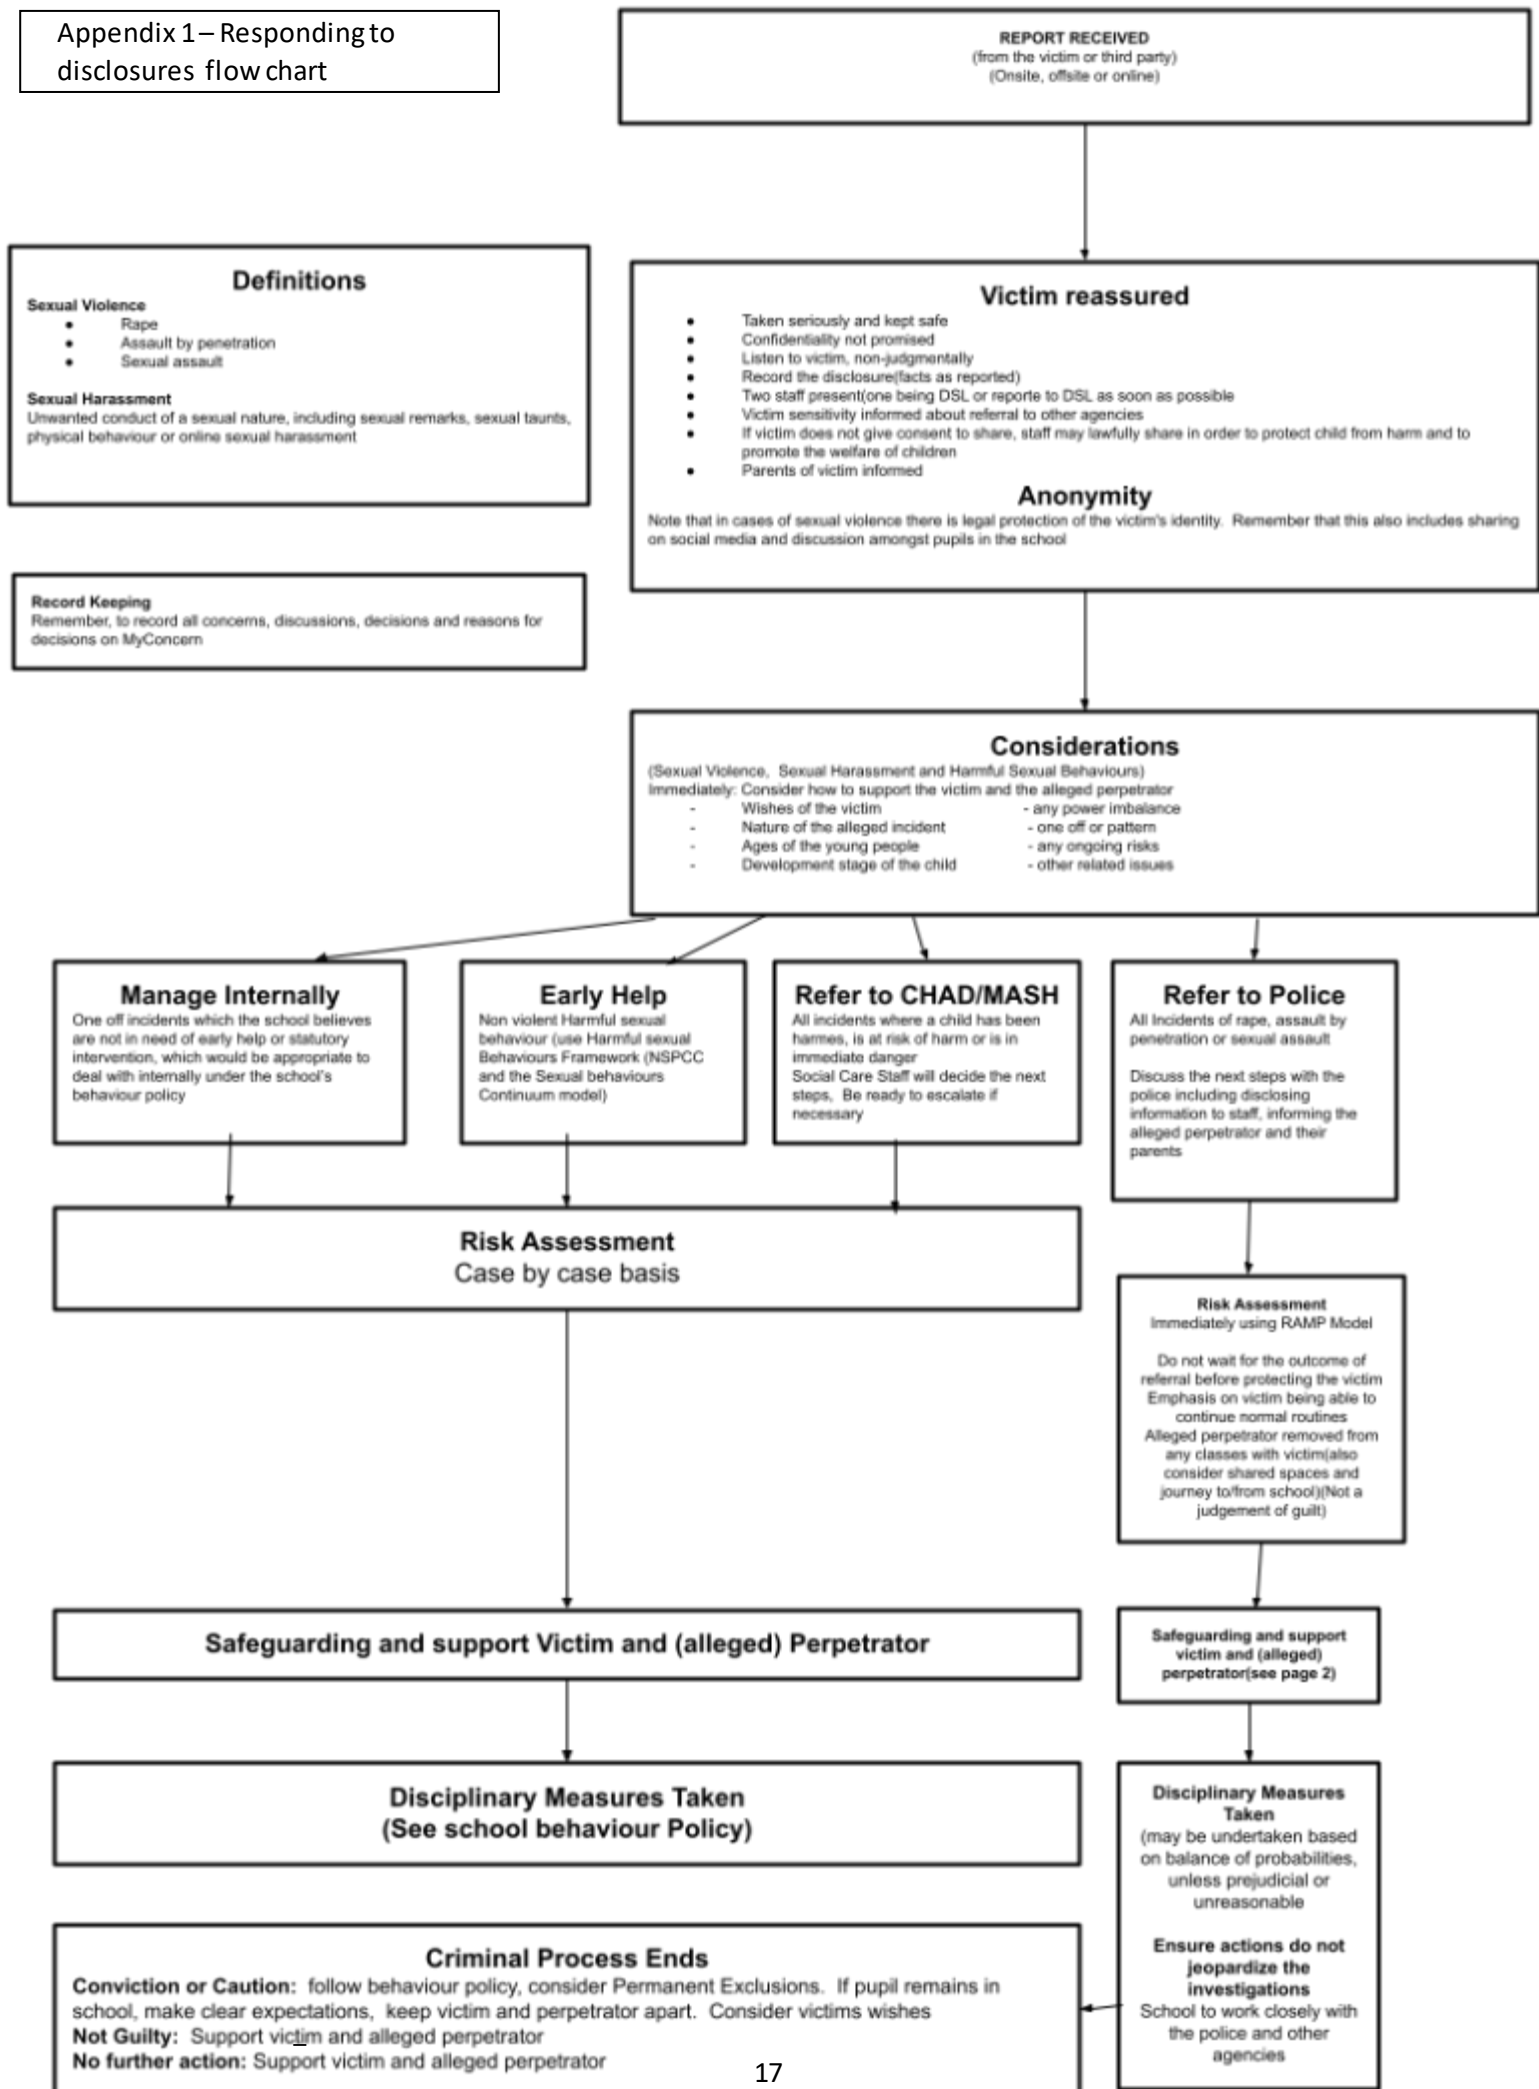 Appendix 1 – Responding to
disclosures flow chart
REPORT RECEIVED
(from the victim or third party)
(Onsite, offsite or online)
Definitions
Sexual Violence
● Rape
● Assault by penetration
● Sexual assault
Sexual Harassment
Unwanted conduct of a sexual nature, including sexual remarks, sexual taunts,
physical behaviour or online sexual harassment
Victim reassured
● Taken seriously and kept safe
● Confidentiality not promised
● Listen to victim, non-judgmentally
● Record the disclosure(facts as reported)
● Two staff present(one being DSL or reporte to DSL as soon as possible
● Victim sensitivity informed about referral to other agencies
● If victim does not give consent to share, staff may lawfully share in order to protect child from harm and to
promote the welfare of children
● Parents of victim informed
Anonymity
Note that in cases of sexual violence there is legal protection of the victim's identity. Remember that this also includes sharing
on social media and discussion amongst pupils in the school
Record Keeping
Remember, to record all concerns, discussions, decisions and reasons for
decisions on MyConcern
Considerations
(Sexual Violence, Sexual Harassment and Harmful Sexual Behaviours)
Immediately: Consider how to support the victim and the alleged perpetrator
- Wishes of the victim - any power imbalance
- Nature of the alleged incident - one off or pattern
- Ages of the young people - any ongoing risks
- Development stage of the child - other related issues
Manage Internally
One off incidents which the school believes
are not in need of early help or statutory
intervention, which would be appropriate to
deal with internally under the school's
behaviour policy
Early Help
Non violent Harmful sexual
behaviour (use Harmful sexual
Behaviours Framework (NSPCC
and the Sexual behaviours
Continuum model)
Refer to CHAD/MASH
All incidents where a child has been
harmes, is at risk of harm or is in
immediate danger
Social Care Staff will decide the next
steps, Be ready to escalate if
necessary
Refer to Police
All Incidents of rape, assault by
penetration or sexual assault
Discuss the next steps with the
police including disclosing
information to staff, informing the
alleged perpetrator and their
parents
Risk Assessment
Case by case basis
Risk Assessment
Immediately using RAMP Model
Do not wait for the outcome of
referral before protecting the victim
Emphasis on victim being able to
continue normal routines
Alleged perpetrator removed from
any classes with victim(also
consider shared spaces and
journey to/from school)(Not a
judgement of guilt)
Safeguarding and support Victim and (alleged) Perpetrator
Safeguarding and support
victim and (alleged)
perpetrator(see page 2)
Disciplinary Measures Taken
(See school behaviour Policy)
Disciplinary Measures
Taken
(may be undertaken based
on balance of probabilities,
unless prejudicial or
unreasonable
Ensure actions do not
jeopardize the
investigations
School to work closely with
the police and other
agencies
Criminal Process Ends
Conviction or Caution: follow behaviour policy, consider Permanent Exclusions. If pupil remains in
school, make clear expectations, keep victim and perpetrator apart. Consider victims wishes
Not Guilty: Support victim and alleged perpetrator
No further action: Support victim and alleged perpetrator
17